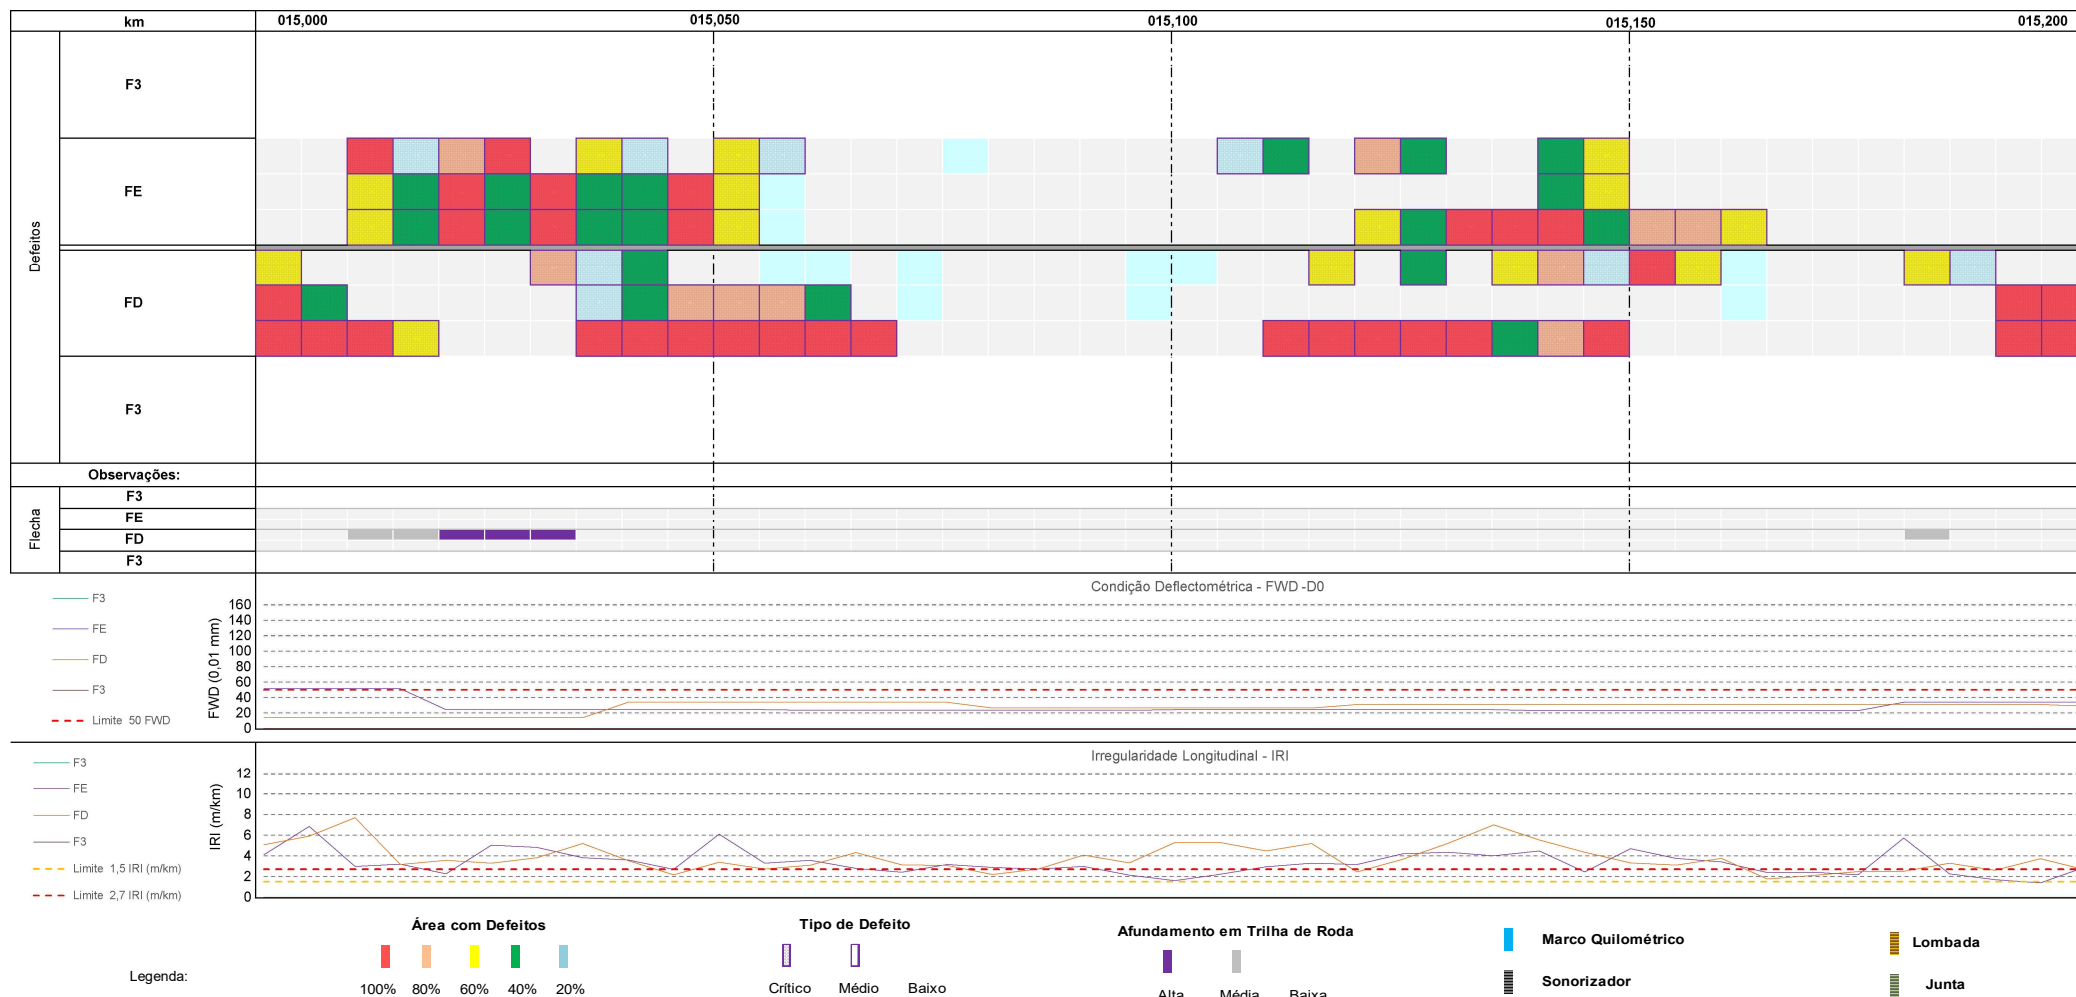 km 015,000 015,050 015,100 015,150 015,200
Defeitos
F3
FE
FD
F3
Observações:
Flecha
F3
FE
FD
F3
Condição Deflectométrica - FWD -D0
F3
FE
FD
F3
Limite 50 FWD
FWD (0,01 mm)
160
140
120
100
80
60
40
20
0
Irregularidade Longitudinal - IRI
F3
FE
FD
F3
Limite 1,5 IRI (m/km)
Limite 2,7 IRI (m/km)
IRI (m/km)
12
10
8
6
4
2
0
Legenda:
Área com Defeitos
100% 80% 60% 40% 20%
Tipo de Defeito
Crítico Médio Baixo
Afundamento em Trilha de Roda
Alta Média Baixa
Marco Quilométrico
Sonorizador
Lombada
Junta